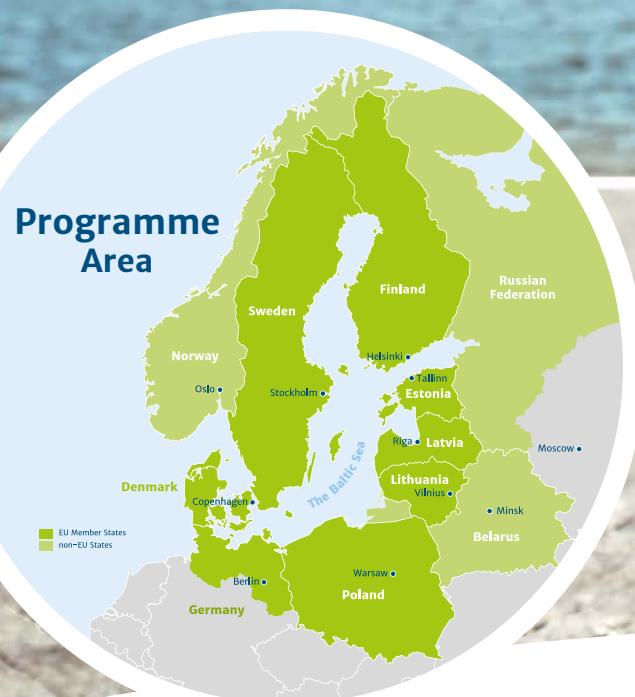 Programme
Area
Finland
Russian
Federation
Sweden
Norway
Helsinki
Tallinn
Oslo
Stockholm
Estonia
Riga
Latvia
Moscow
The Baltic Sea
Lithuania
Denmark
Vilnius
Copenhagen
Minsk
EU Member States
non-EU States
Belarus
Warsaw
Berlin
Poland
Germany